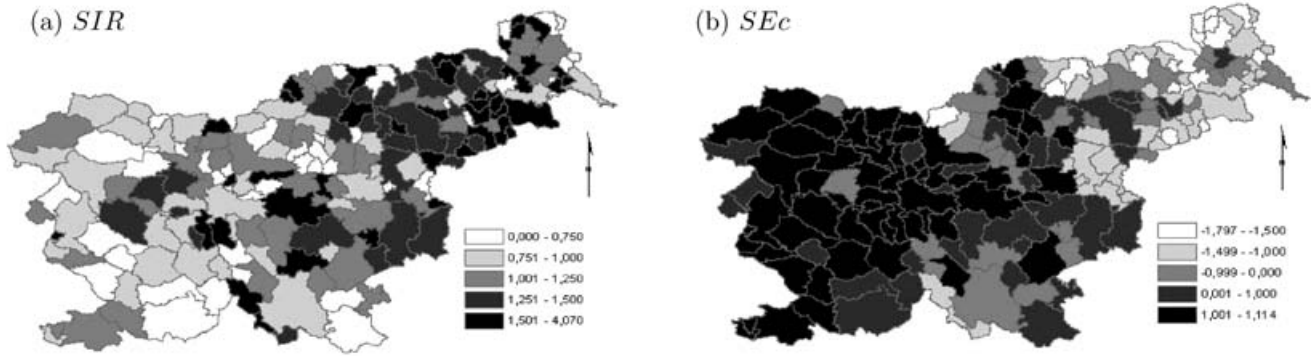 (a) SIR
0,000 - 0,750
0,751 - 1,000
1,001 - 1,250
1,251 - 1,500
1,501 - 4,070
(b) SEc
-1,797 - -1,500
-1,499 - -1,000
-0,999 - 0,000
0,001 - 1,000
1,001 - 1,114